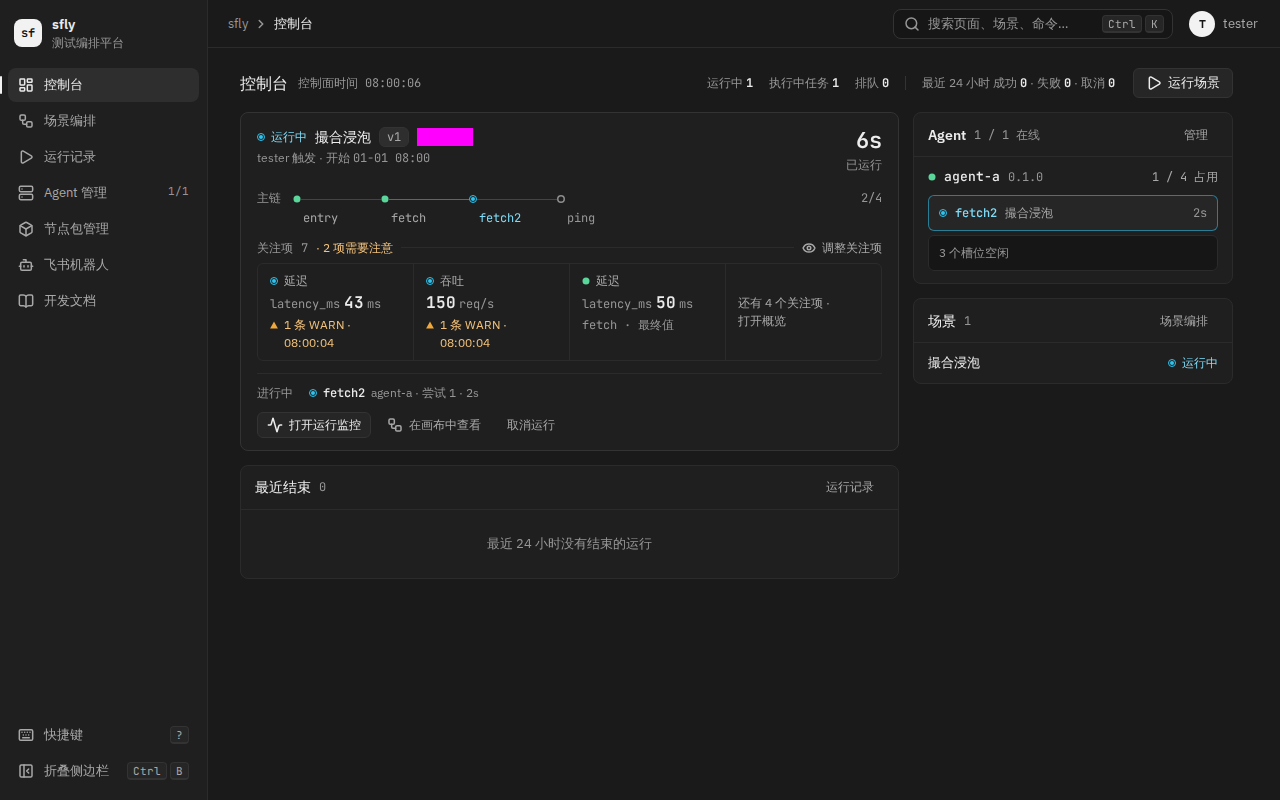 sf
sfly
测试编排平台
控制台
场景编排
运行记录
Agent 管理 1/1
节点包管理
飞书机器人
开发文档
快捷键 ?
折叠侧边栏 Ctrl B
sfly > 控制台
搜索页面、场景、命令... Ctrl K
T tester
控制台 控制面时间 08:00:06
运行中 1 执行中任务 1 排队 0 最近 24 小时 成功 0 · 失败 0 · 取消 0 运行场景
运行中 撮合浸泡 v1
6s
tester 触发 · 开始 01-01 08:00
已运行
主链 2/4
entry fetch fetch2 ping
关注项 7 · 2 项需要注意 调整关注项
延迟
latency_ms 43 ms
1 条 WARN ·
08:00:04
吞吐
150 req/s
1 条 WARN ·
08:00:04
延迟
latency_ms 50 ms
fetch · 最终值
还有 4 个关注项 ·
打开概览
进行中 fetch2 agent-a · 尝试 1 · 2s
打开运行监控 在画布中查看 取消运行
最近结束 0 运行记录
最近 24 小时没有结束的运行
Agent 1 / 1 在线 管理
agent-a 0.1.0 1 / 4 占用
fetch2 撮合浸泡 2s
3 个槽位空闲
场景 1 场景编排
撮合浸泡 运行中